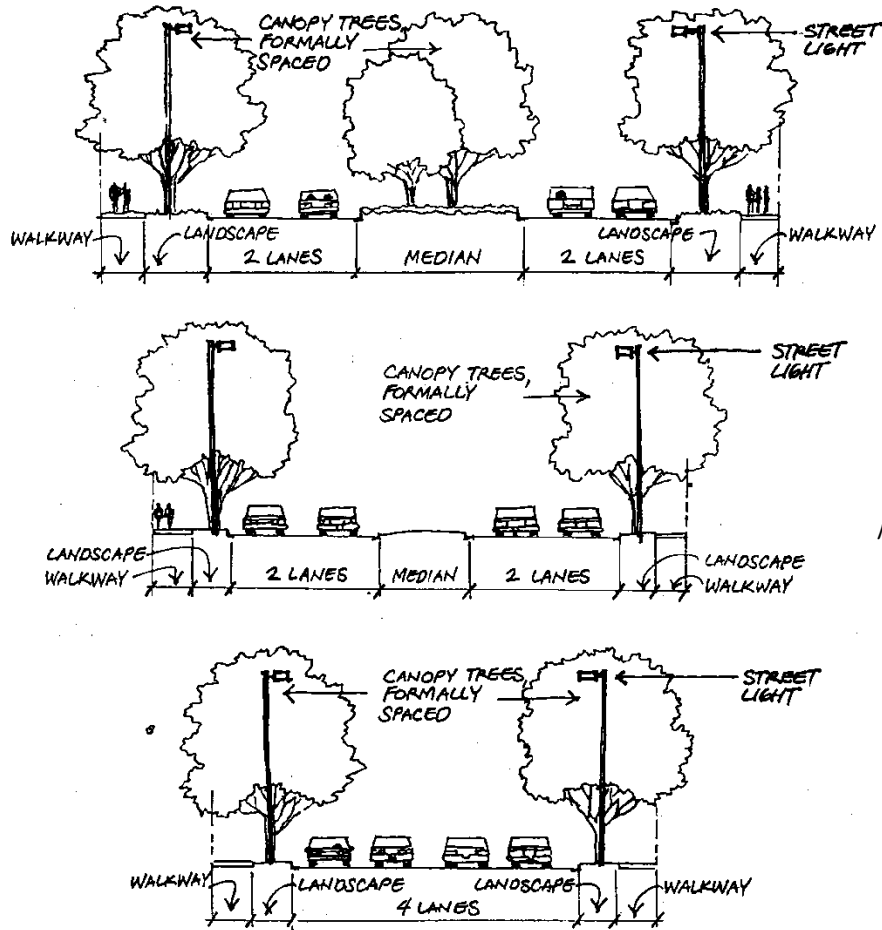 CANOPY TREES,
FORMALLY
SPACED
STREET
LIGHT
WALKWAY
LANDSCAPE
2 LANES
MEDIAN
2 LANES
LANDSCAPE
WALKWAY
CANOPY TREES,
FORMALLY
SPACED
STREET
LIGHT
LANDSCAPE
WALKWAY
2 LANES
MEDIAN
2 LANES
LANDSCAPE
WALKWAY
CANOPY TREES,
FORMALLY
SPACED
STREET
LIGHT
WALKWAY
LANDSCAPE
4 LANES
LANDSCAPE
WALKWAY